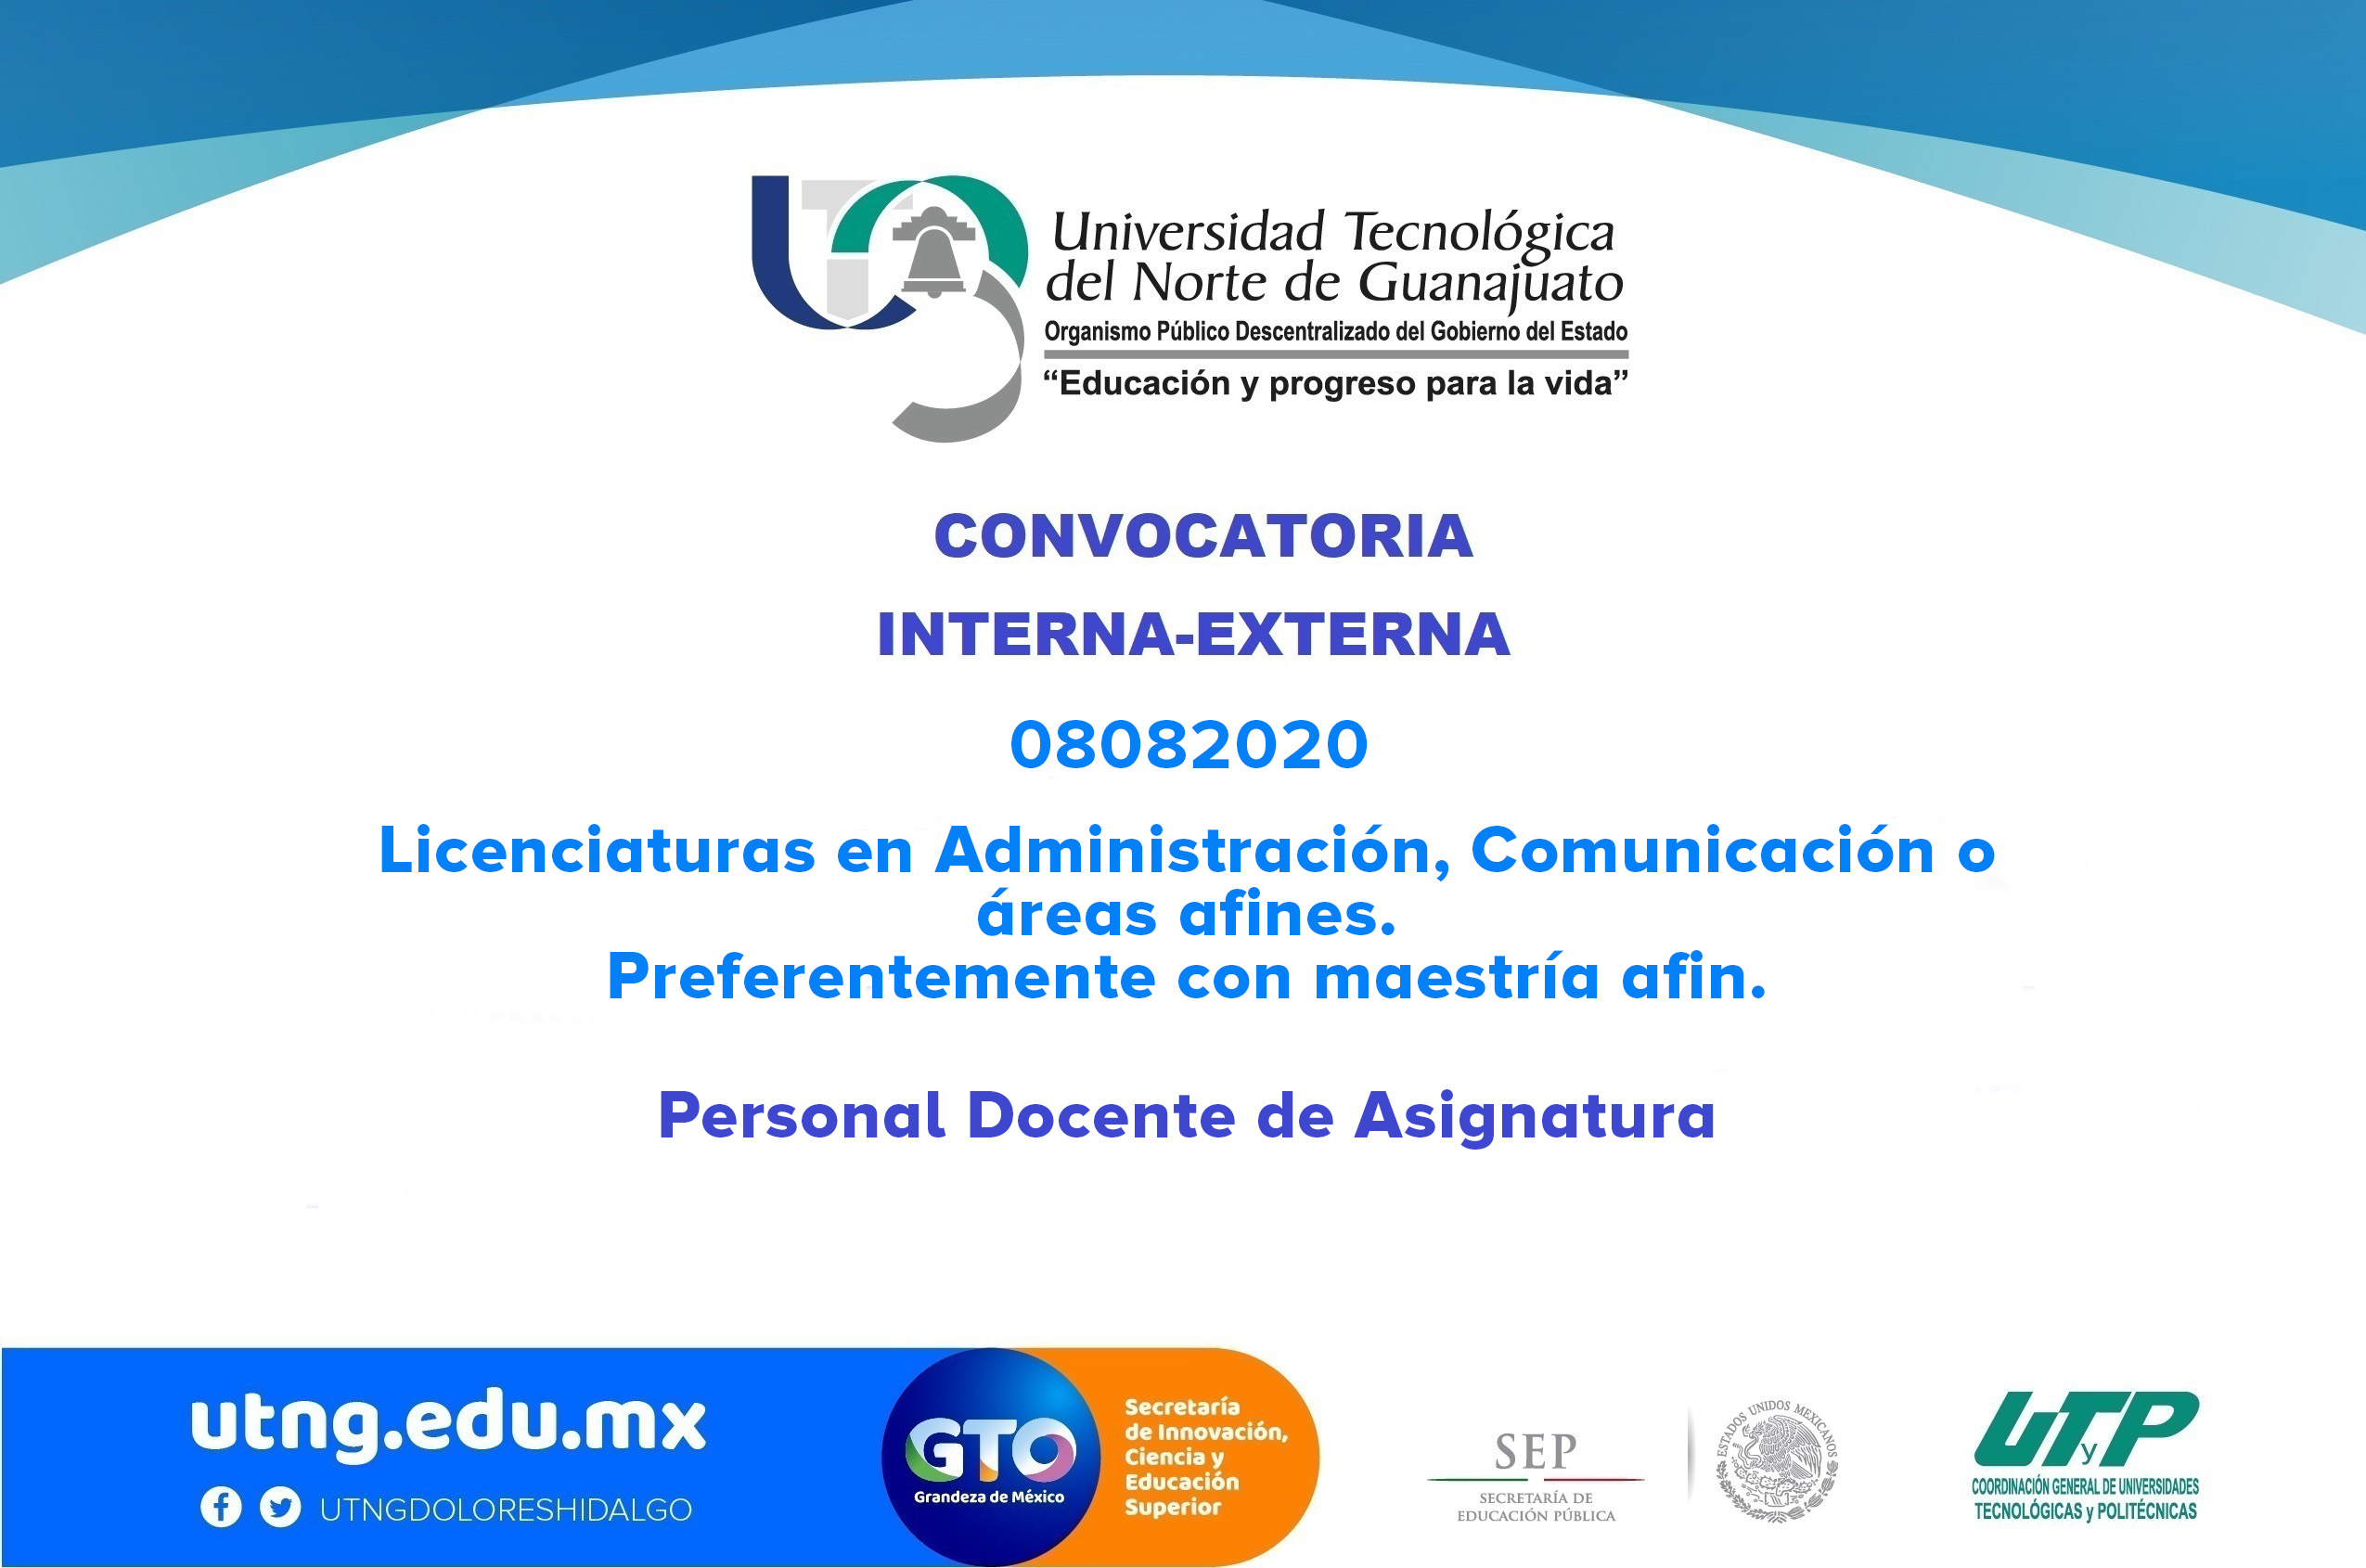 Universidad Tecnológica
del Norte de Guanajuato
Organismo Público Descentralizado del Gobierno del Estado
“Educación y progreso para la vida”
CONVOCATORIA
INTERNA-EXTERNA
08082020
Licenciaturas en Administración, Comunicación o
áreas afines.
Preferentemente con maestría afin.
Personal Docente de Asignatura
utng.edu.mx
UTNGDOLORESHIDALGO
GTO
Grandeza de México
Secretaría
de Innovación,
Ciencia y
Educación
Superior
SEP
SECRETARÍA DE
EDUCACIÓN PÚBLICA
ESTADOS UNIDOS MEXICANOS
UTyP
COORDINACIÓN GENERAL DE UNIVERSIDADES
TECNOLÓGICAS y POLITÉCNICAS